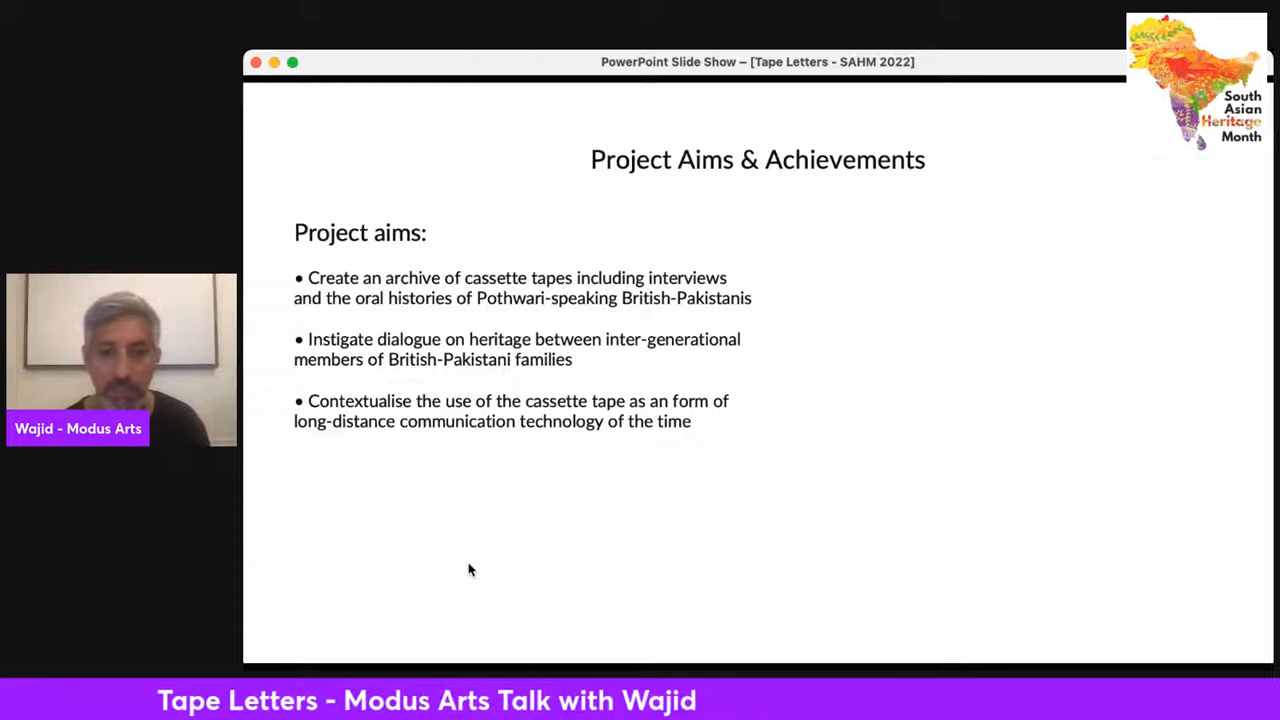 PowerPoint Slide Show – [Tape Letters - SAHM 2022]
South
Asian
Heritage
Month
Project Aims & Achievements
Project aims:
• Create an archive of cassette tapes including interviews
and the oral histories of Pothwari-speaking British-Pakistanis
• Instigate dialogue on heritage between inter-generational
members of British-Pakistani families
• Contextualise the use of the cassette tape as an form of
long-distance communication technology of the time
Wajid - Modus Arts
Tape Letters - Modus Arts Talk with Wajid